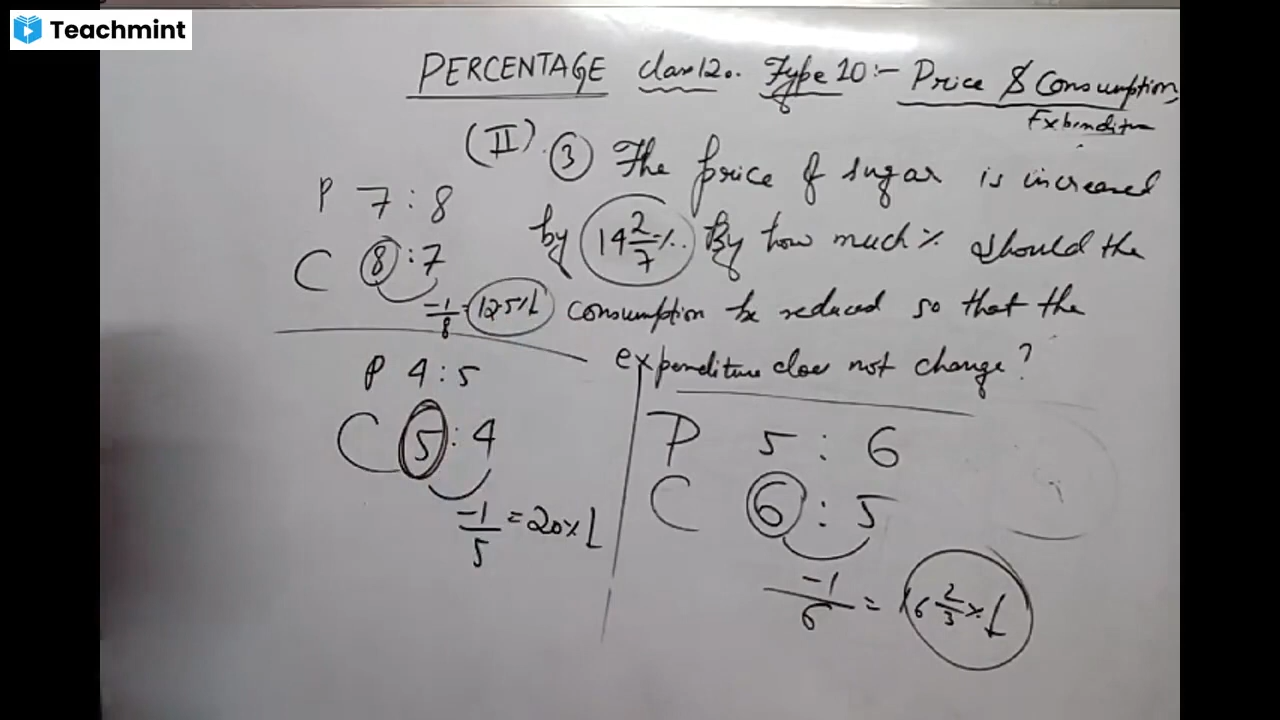 Teachmint
PERCENTAGE Class 12. Type 10:- Price & Consumption,
Expenditure
(II). ③ The price of sugar is increased
by 14 2/7 %. By how much % should the
consumption be reduced so that the
expenditure does not change?
P 7 : 8
C 8 : 7
-1/8 = 12.5% L
P 4 : 5
C 5 : 4
-1/5 = 20% L
P 5 : 6
C 6 : 5
-1/6 = 16 2/3 % L